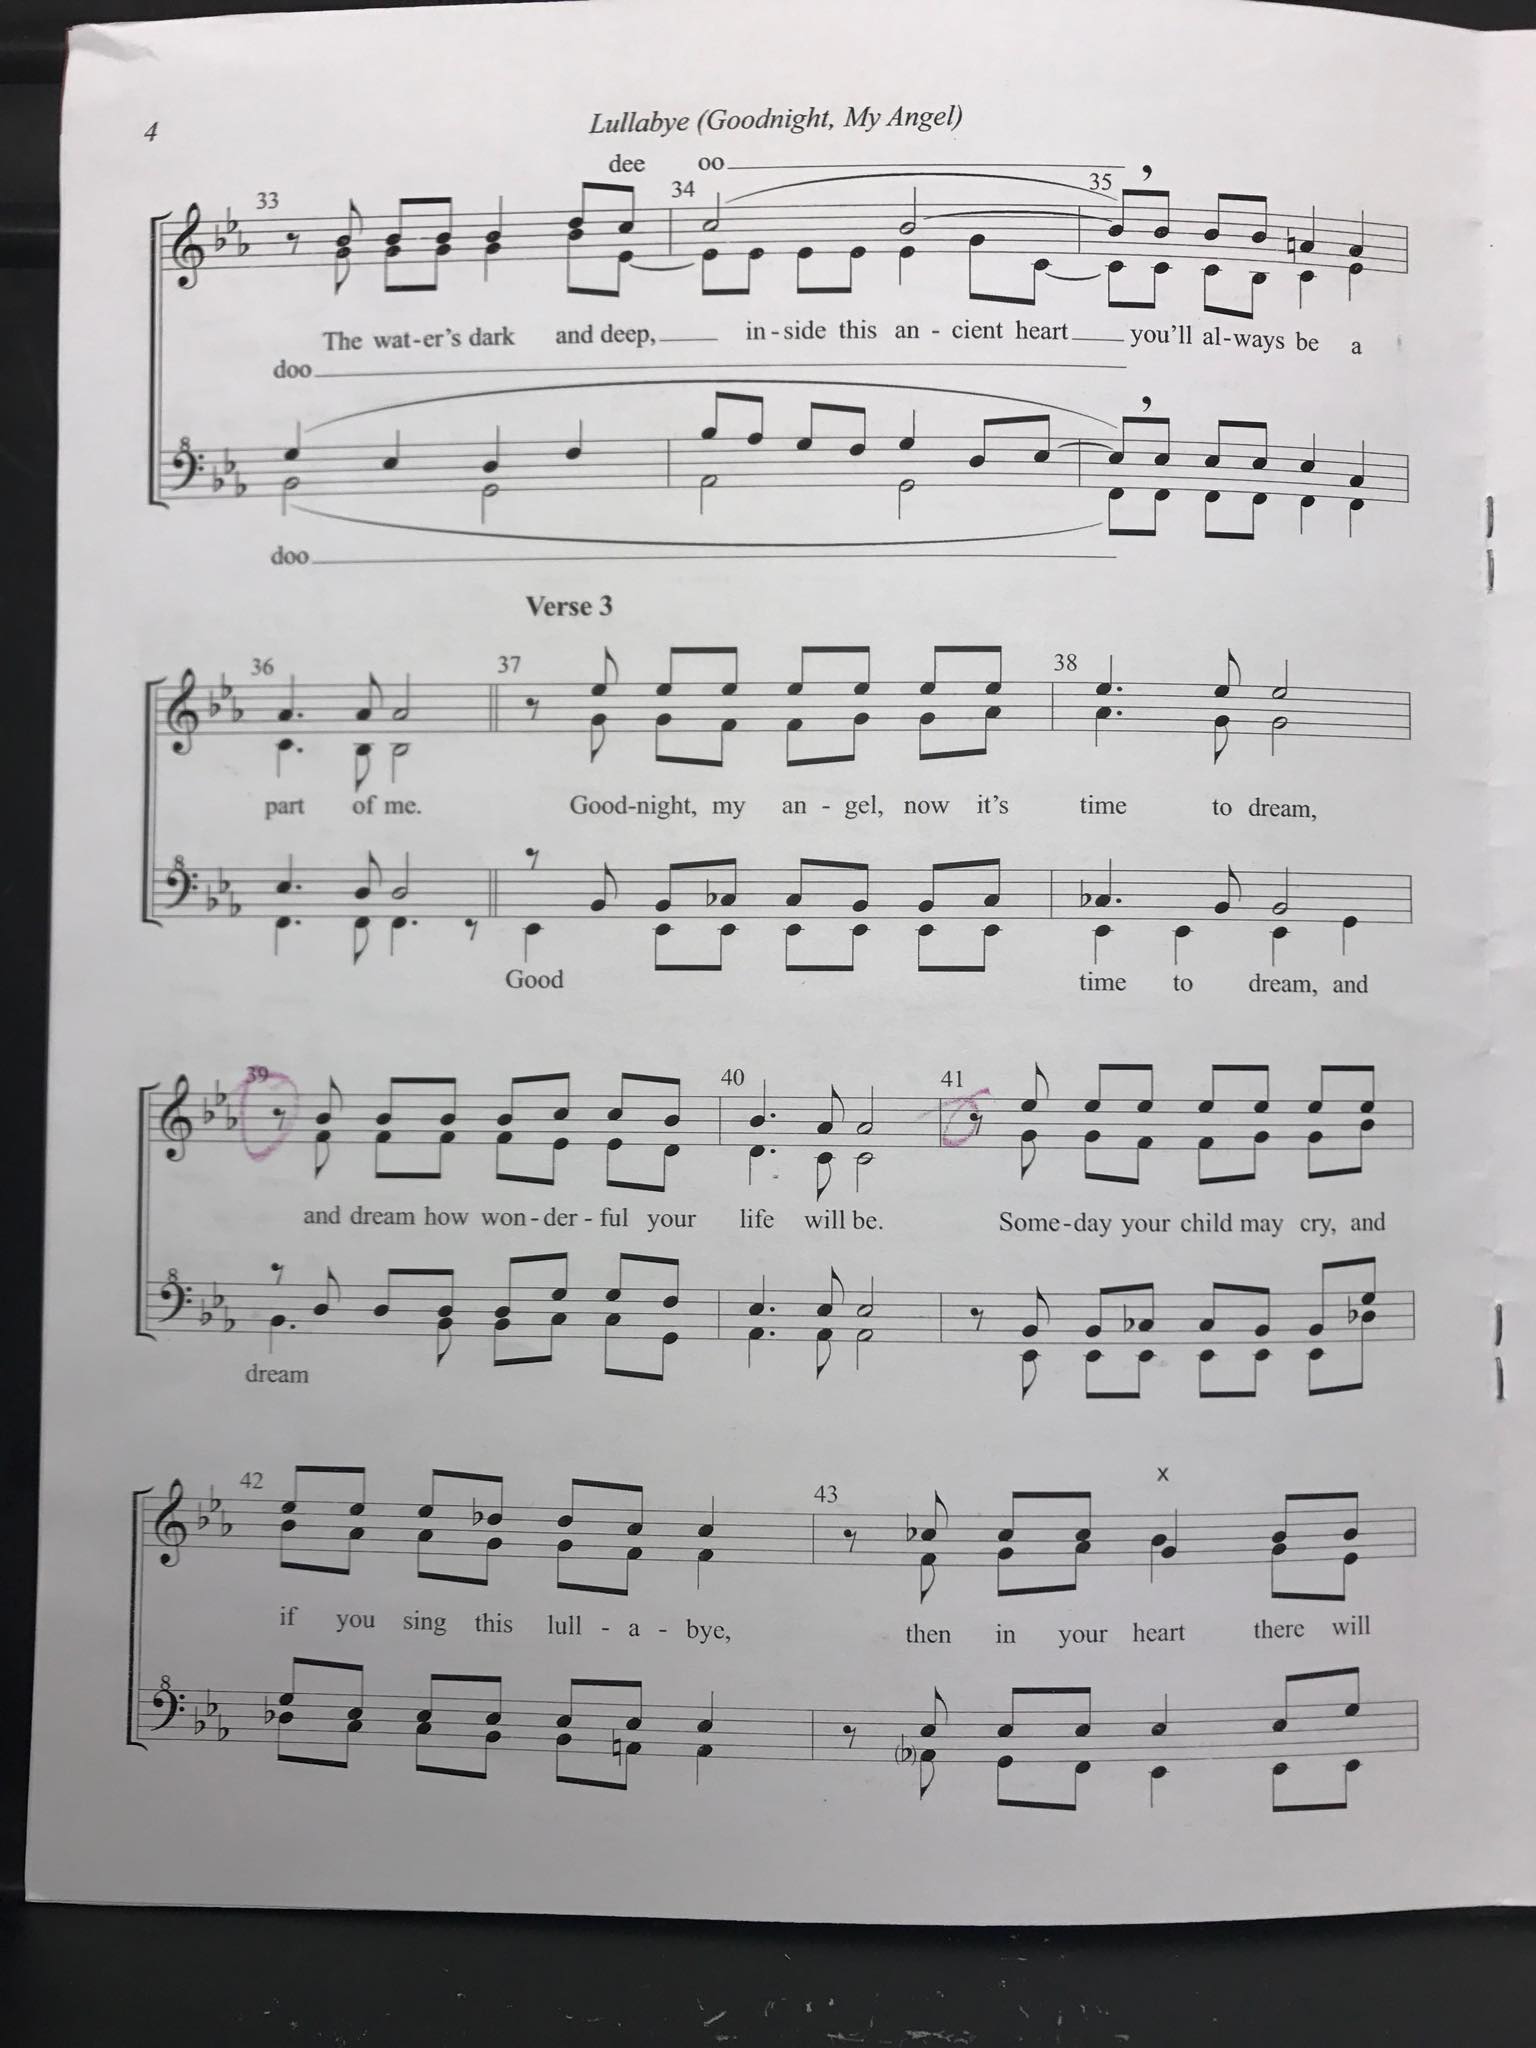 4
Lullabye (Goodnight, My Angel)
dee oo
33 34 35
The wat-er's dark and deep, in-side this an - cient heart you'll al-ways be a
doo
8
doo
Verse 3
36 37 38
part of me. Good-night, my an - gel, now it's time to dream,
8
Good time to dream, and
39 40 41
and dream how won-der-ful your life will be. Some-day your child may cry, and
8
dream
42 43 x
if you sing this lull - a - bye, then in your heart there will
8